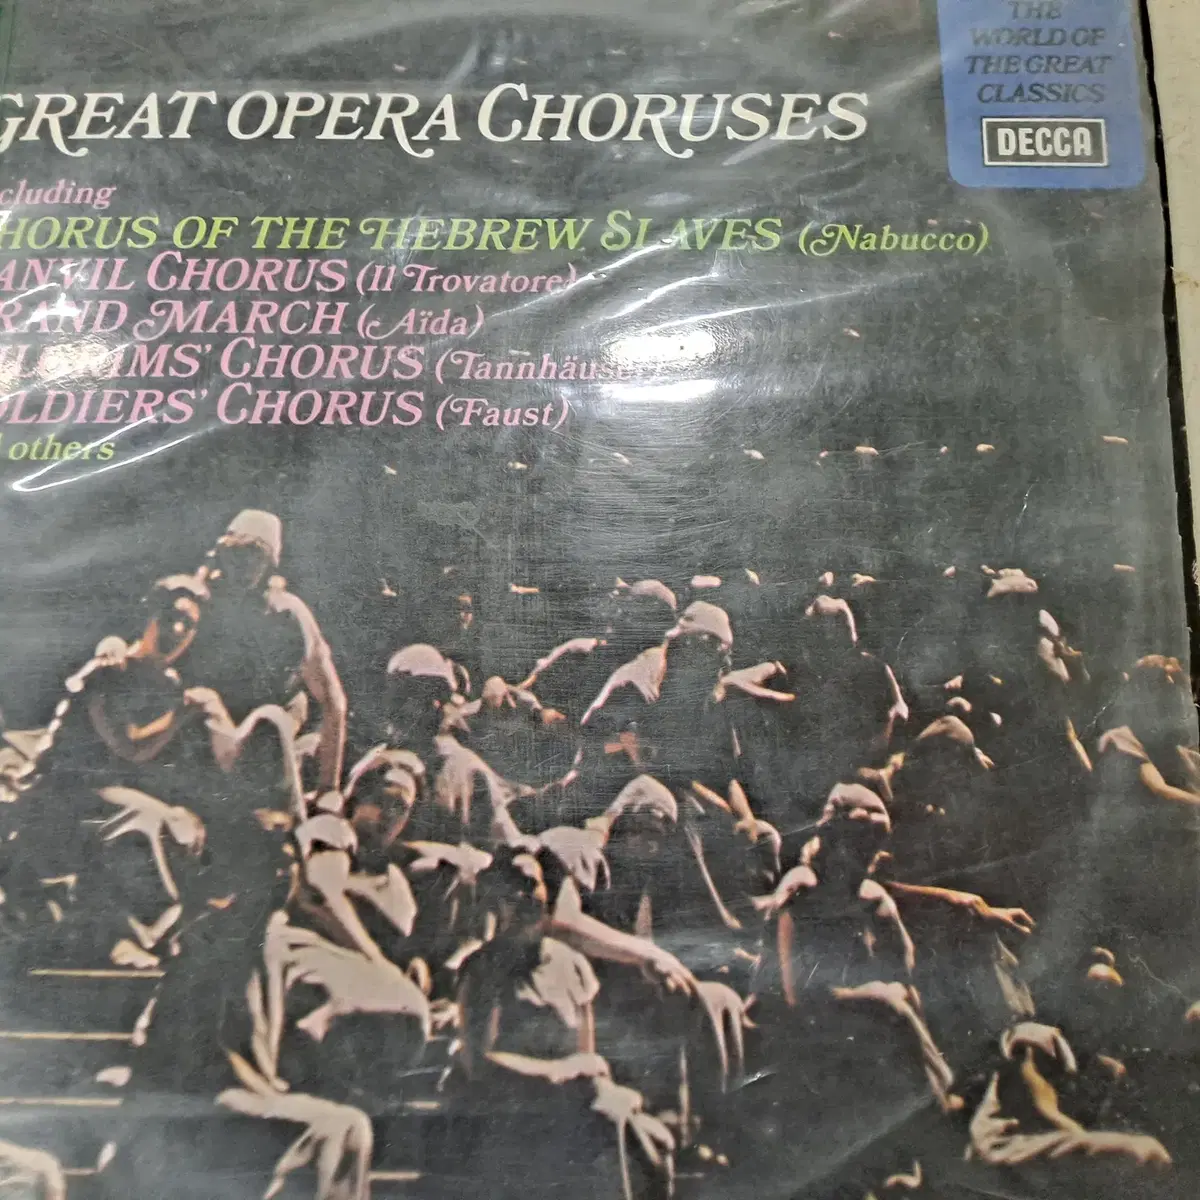 THE
WORLD OF
THE GREAT
CLASSICS
DECCA
GREAT OPERA CHORUSES
cluding
HORUS OF THE HEBREW SLAVES (Nabucco)
ANVIL CHORUS (Il Trovatore)
RAND MARCH (Aïda)
PILGRIMS' CHORUS (Tannhäuser)
OLDIERS' CHORUS (Faust)
others